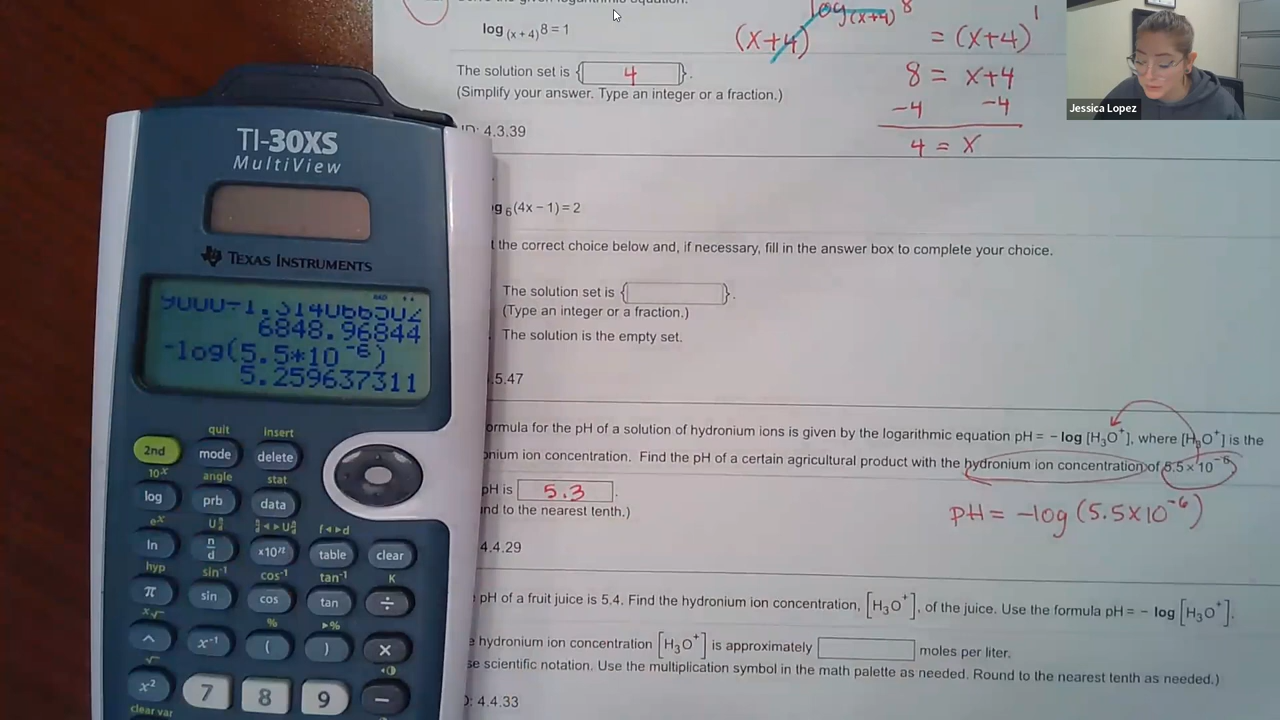 log (x + 4) 8 = 1
The solution set is { 4 }.
(Simplify your answer. Type an integer or a fraction.)
ID: 4.3.39
(x+4) log (x+4) 8 = (x+4) 1
8 = x+4
-4 -4
4 = x
Jessica Lopez
g 6 (4x − 1) = 2
t the correct choice below and, if necessary, fill in the answer box to complete your choice.
The solution set is { }.
(Type an integer or a fraction.)
The solution is the empty set.
.5.47
ormula for the pH of a solution of hydronium ions is given by the logarithmic equation pH = − log [H3O+], where [H3O+] is the
onium ion concentration. Find the pH of a certain agricultural product with the hydronium ion concentration of 5.5 × 10−6.
pH is 5.3.
nd to the nearest tenth.)
pH = -log (5.5x10-6)
4.4.29
pH of a fruit juice is 5.4. Find the hydronium ion concentration, [H3O+], of the juice. Use the formula pH = − log [H3O+].
e hydronium ion concentration [H3O+] is approximately moles per liter.
se scientific notation. Use the multiplication symbol in the math palette as needed. Round to the nearest tenth as needed.)
D: 4.4.33
TI-30XS
MultiView
TEXAS INSTRUMENTS
9000÷1.314066502
6848.96844
-log(5.5*10-6)
5.259637311
quit insert
2nd mode delete
10x angle stat
log prb data
ex f◄►d
ln n/d x10n table clear
hyp sin-1 cos-1 tan-1 K
π sin cos tan ÷
x√ % ►%
^ x-1 ( ) ×
√
x2 7 8 9 −
clear var